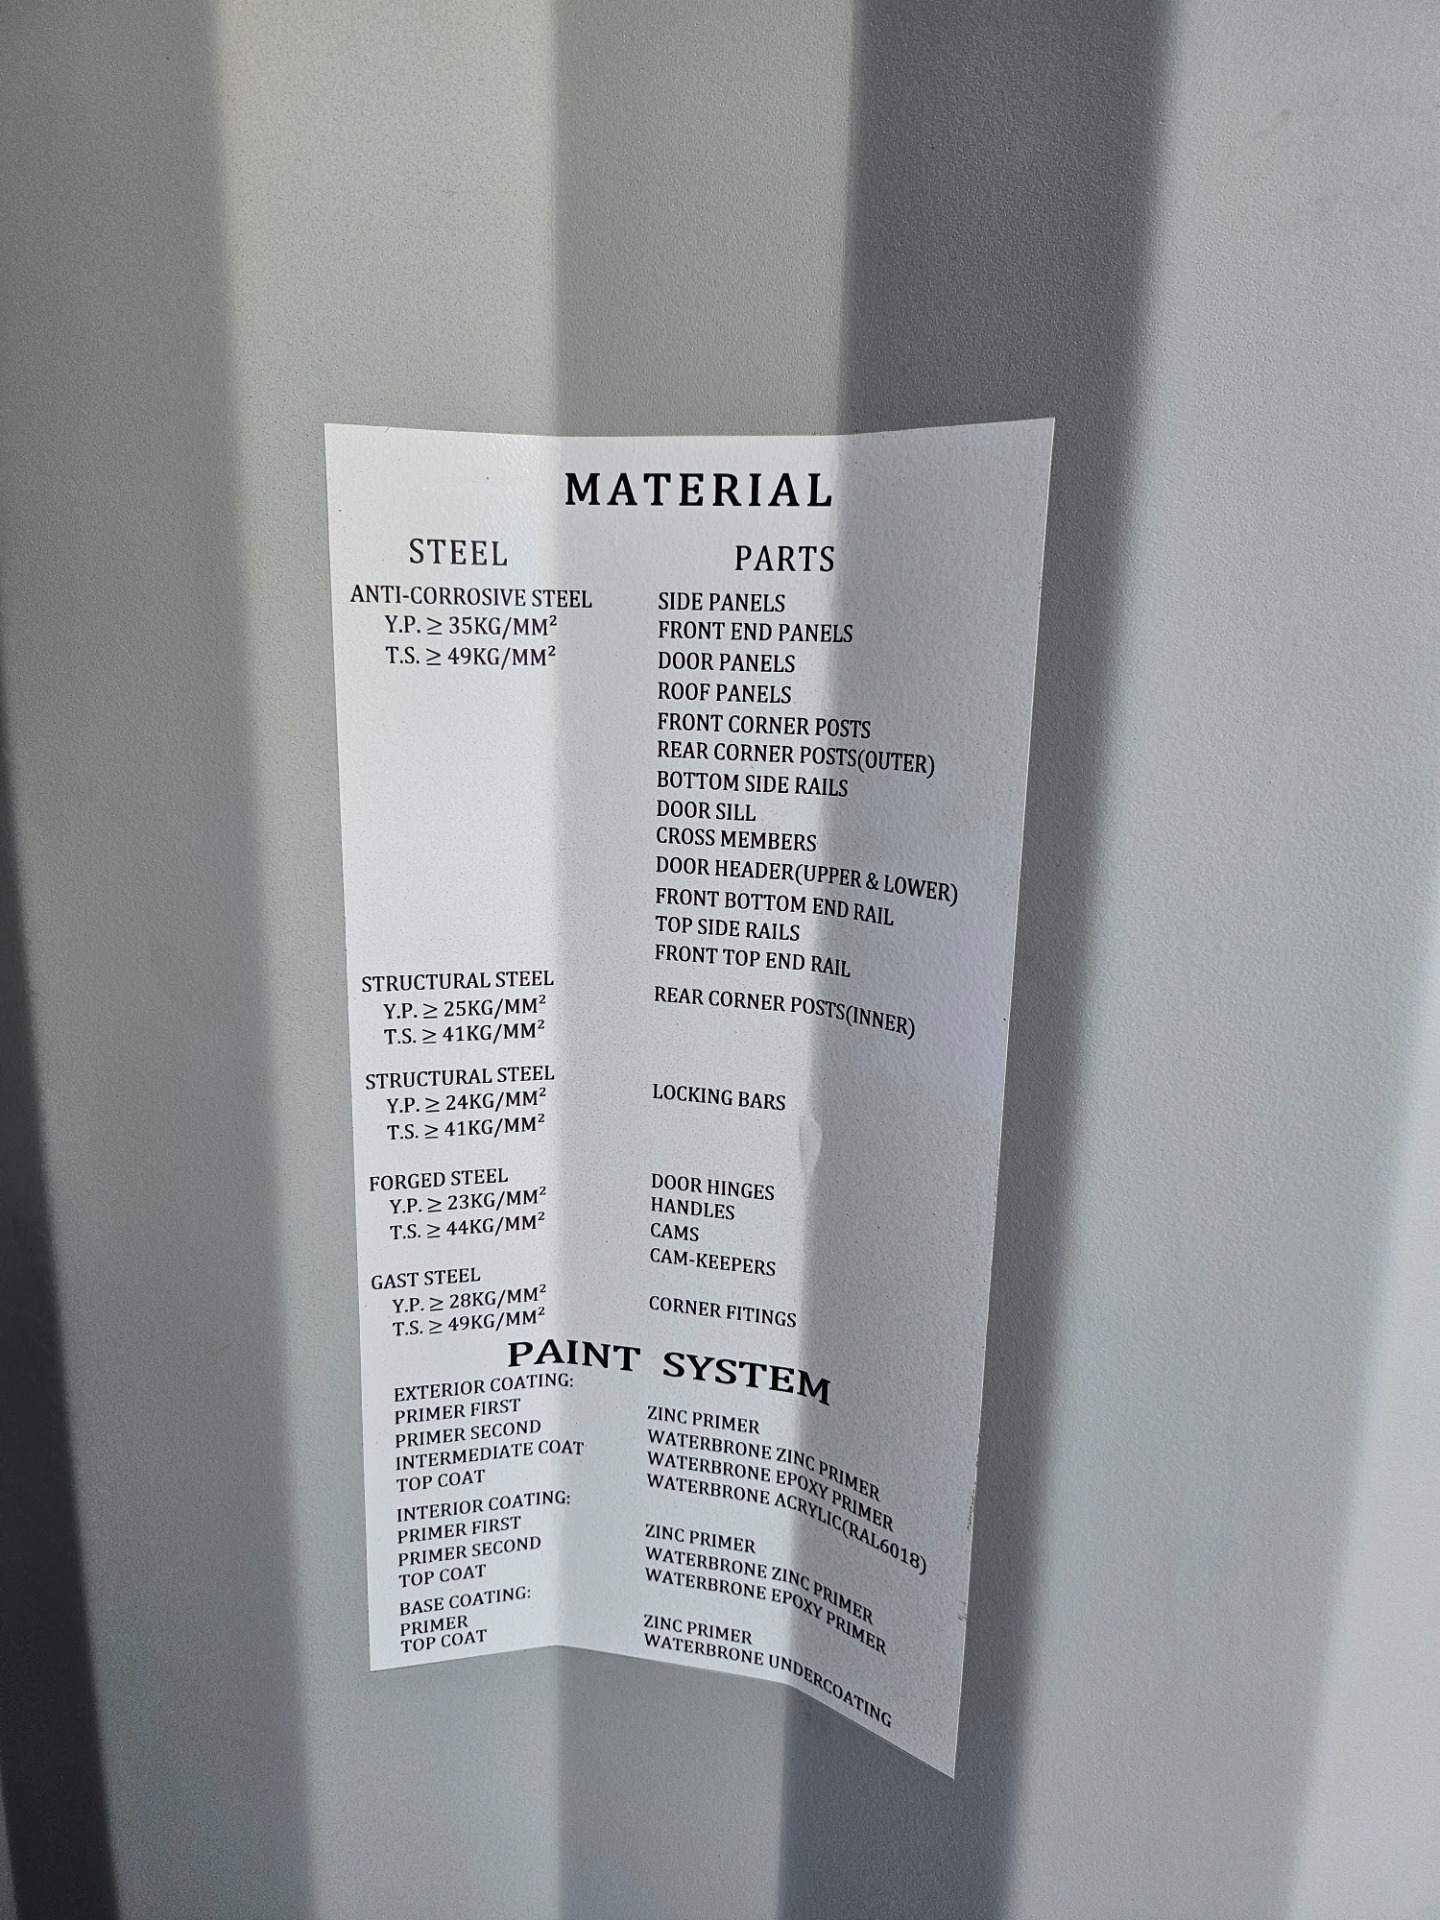 MATERIAL
STEEL PARTS
ANTI-CORROSIVE STEEL SIDE PANELS
Y.P. ≥ 35KG/MM² FRONT END PANELS
T.S. ≥ 49KG/MM² DOOR PANELS
ROOF PANELS
FRONT CORNER POSTS
REAR CORNER POSTS(OUTER)
BOTTOM SIDE RAILS
DOOR SILL
CROSS MEMBERS
DOOR HEADER(UPPER & LOWER)
FRONT BOTTOM END RAIL
TOP SIDE RAILS
FRONT TOP END RAIL
STRUCTURAL STEEL REAR CORNER POSTS(INNER)
Y.P. ≥ 25KG/MM²
T.S. ≥ 41KG/MM²
STRUCTURAL STEEL LOCKING BARS
Y.P. ≥ 24KG/MM²
T.S. ≥ 41KG/MM²
FORGED STEEL DOOR HINGES
Y.P. ≥ 23KG/MM² HANDLES
T.S. ≥ 44KG/MM² CAMS
CAM-KEEPERS
GAST STEEL CORNER FITINGS
Y.P. ≥ 28KG/MM²
T.S. ≥ 49KG/MM²
PAINT SYSTEM
EXTERIOR COATING:
PRIMER FIRST ZINC PRIMER
PRIMER SECOND WATERBRONE ZINC PRIMER
INTERMEDIATE COAT WATERBRONE EPOXY PRIMER
TOP COAT WATERBRONE ACRYLIC(RAL6018)
INTERIOR COATING:
PRIMER FIRST ZINC PRIMER
PRIMER SECOND WATERBRONE ZINC PRIMER
TOP COAT WATERBRONE EPOXY PRIMER
BASE COATING:
PRIMER ZINC PRIMER
TOP COAT WATERBRONE UNDERCOATING